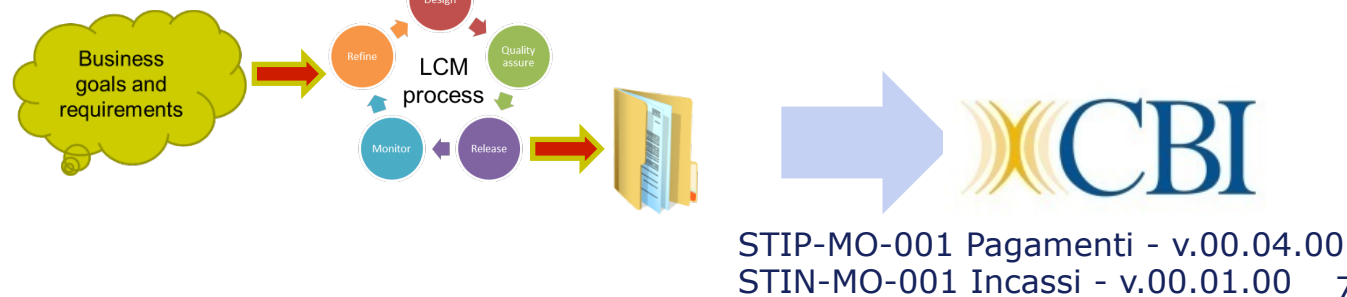 Design
Business
goals and
requirements
Refine
LCM
process
Quality
assure
Monitor
Release
CBI
STIP-MO-001 Pagamenti - v.00.04.00
STIN-MO-001 Incassi - v.00.01.00
7